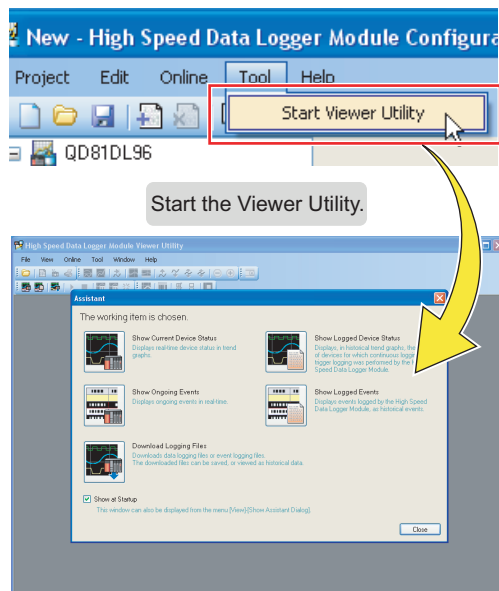 New - High Speed Data Logger Module Configura
Project Edit Online Tool Help
Start Viewer Utility
QD81DL96
Start the Viewer Utility.
High Speed Data Logger Module Viewer Utility
File View Online Tool Window Help
Assistant
The working item is chosen.
Show Current Device Status
Displays real-time device status in trend
graphs.
Show Logged Device Status
Displays, in historical trend graphs, the
of devices for which continuous loggin
trigger logging was performed by the H
Speed Data Logger Module.
Show Ongoing Events
Displays ongoing events in real-time.
Show Logged Events
Displays events logged by the High Speed
Data Logger Module, as historical events.
Download Logging Files
Downloads data logging files or event logging files.
The downloaded files can be saved, or viewed as historical data.
Show at Startup
This window can also be displayed from the menu [View]-[Show Assistant Dialog].
Close